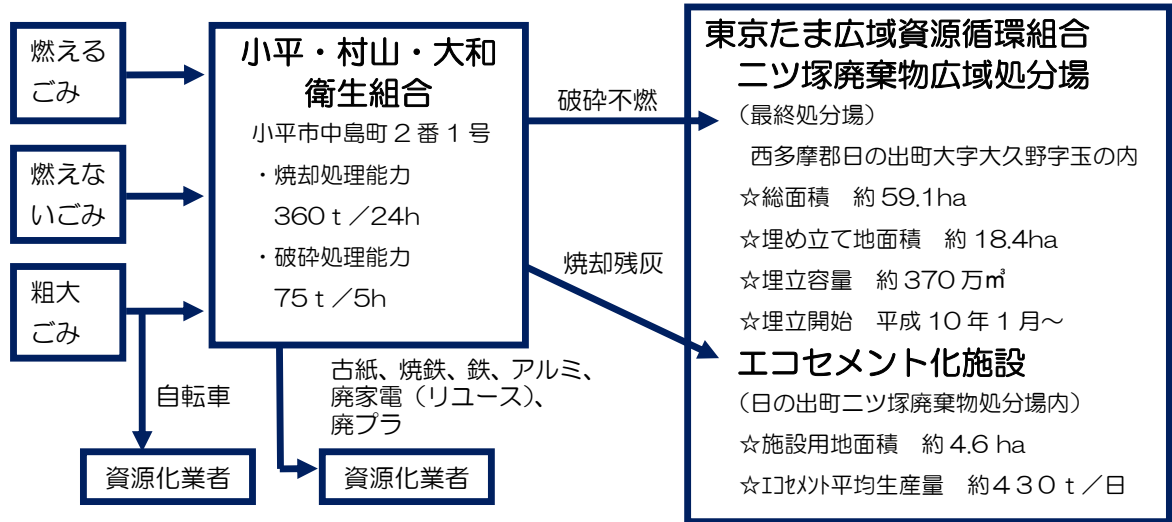 燃える
ごみ
燃えな
いごみ
粗大
ごみ
自転車
資源化業者
小平・村山・大和
衛生組合
小平市中島町２番１号
・焼却処理能力
360ｔ／24h
・破砕処理能力
75ｔ／5h
古紙、焼鉄、鉄、アルミ、
廃家電（リユース）、
廃プラ
資源化業者
破砕不燃
焼却残灰
東京たま広域資源循環組合
二ツ塚廃棄物広域処分場
（最終処分場）
西多摩郡日の出町大字大久野字玉の内
☆総面積　約59.1ha
☆埋め立て地面積　約18.4ha
☆埋立容量　約370万㎥
☆埋立開始　平成10年1月～
エコセメント化施設
（日の出町二ツ塚廃棄物処分場内）
☆施設用地面積　約4.6 ha
☆ｴｺｾﾒﾝﾄ平均生産量　約４３０ｔ／日